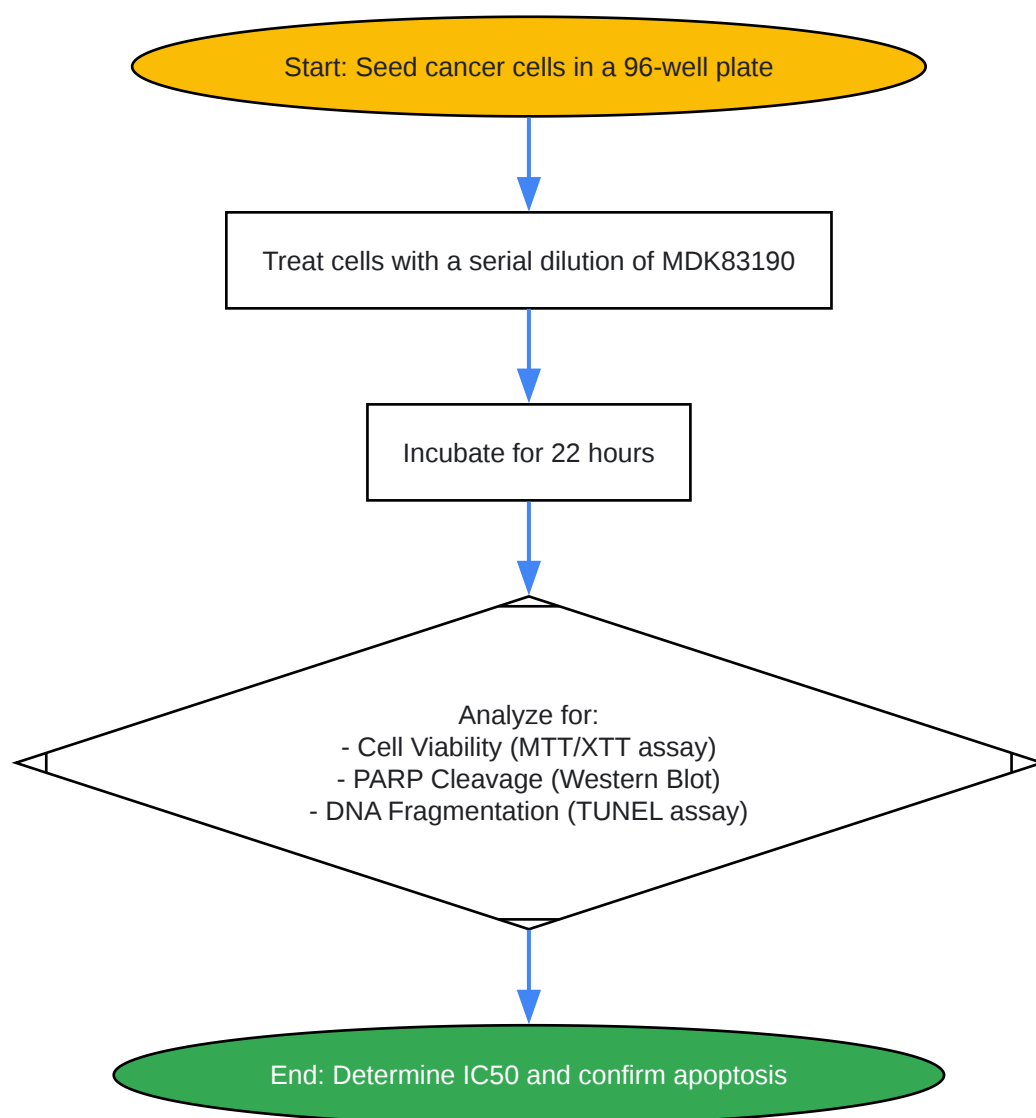 Start: Seed cancer cells in a 96-well plate
Treat cells with a serial dilution of MDK83190
Incubate for 22 hours
Analyze for:
- Cell Viability (MTT/XTT assay)
- PARP Cleavage (Western Blot)
- DNA Fragmentation (TUNEL assay)
End: Determine IC50 and confirm apoptosis